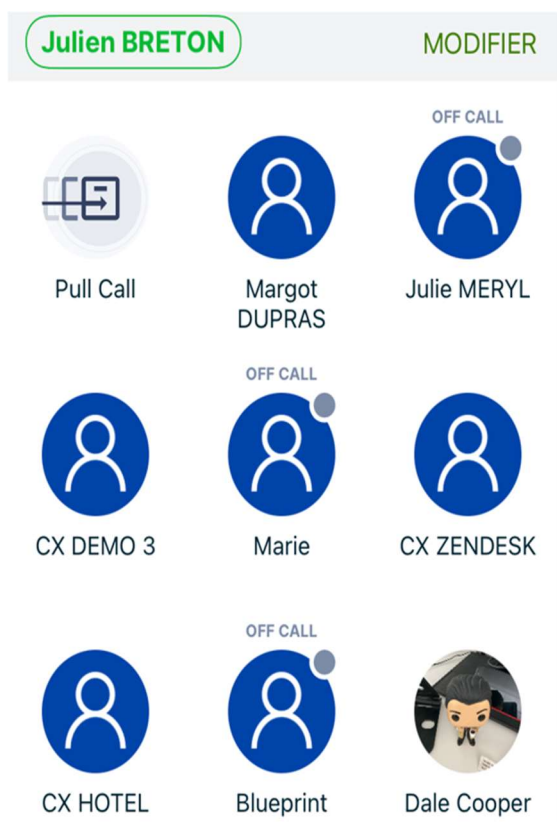 Julien BRETON
MODIFIER
OFF CALL
Pull Call
Margot
DUPRAS
Julie MERYL
OFF CALL
CX DEMO 3
Marie
CX ZENDESK
OFF CALL
CX HOTEL
Blueprint
Dale Cooper